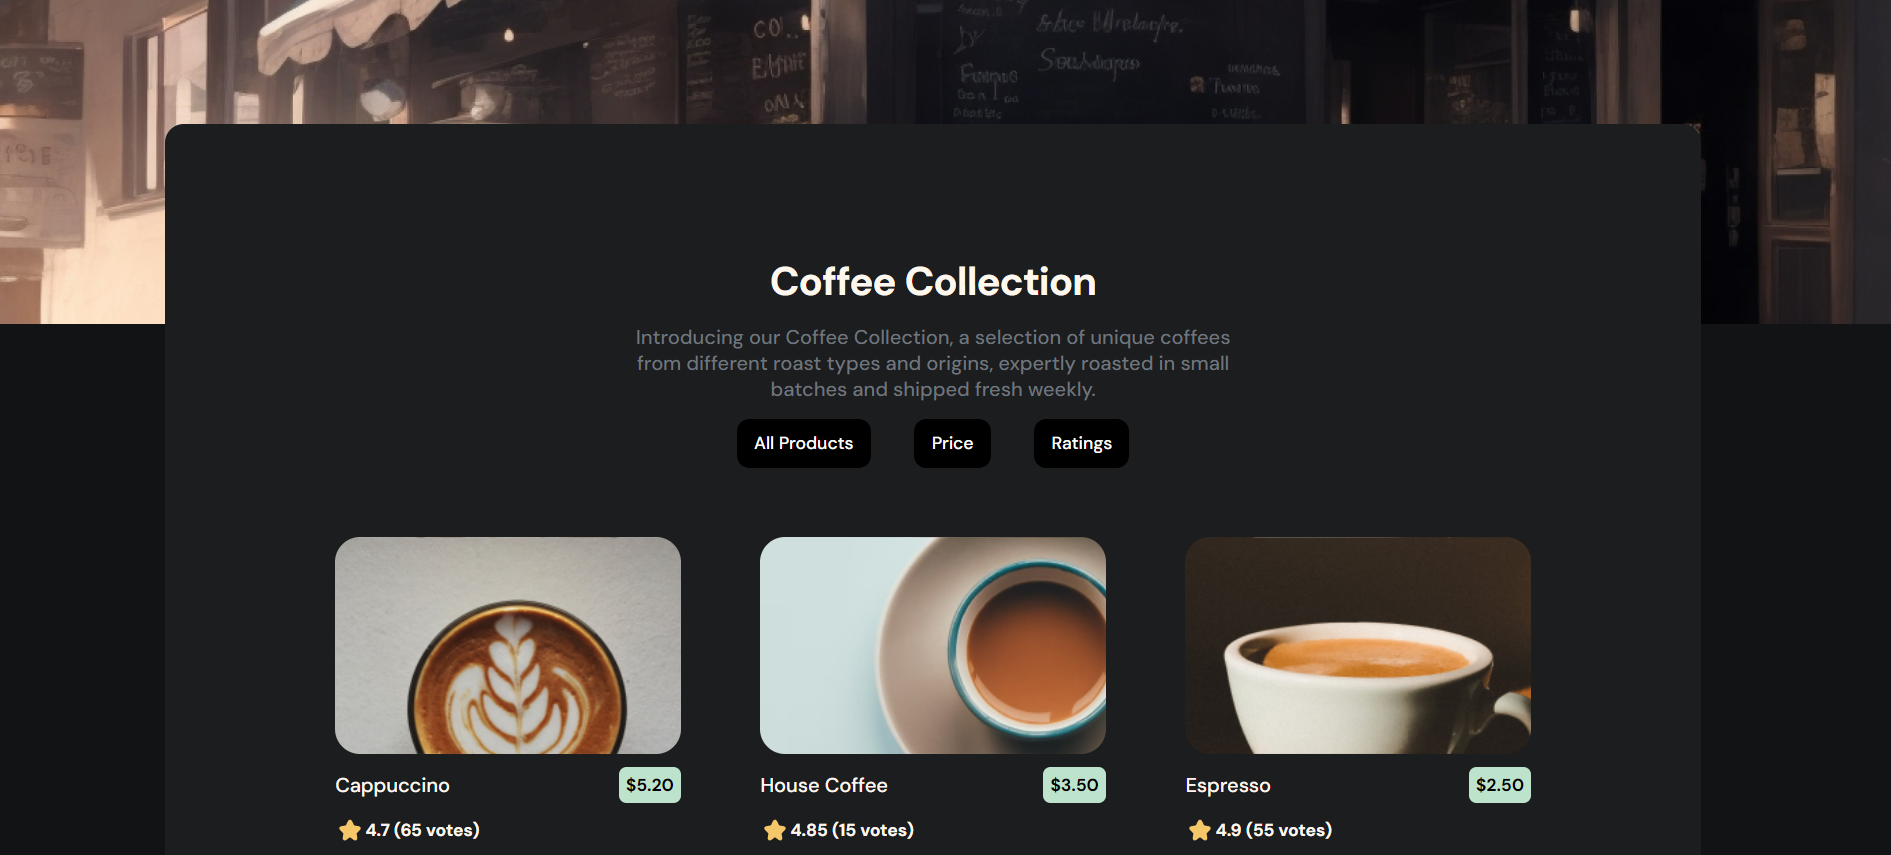 Coffee Collection
Introducing our Coffee Collection, a selection of unique coffees
from different roast types and origins, expertly roasted in small
batches and shipped fresh weekly.
All Products Price Ratings
Cappuccino $5.20 House Coffee $3.50 Espresso $2.50
4.7 (65 votes) 4.85 (15 votes) 4.9 (55 votes)